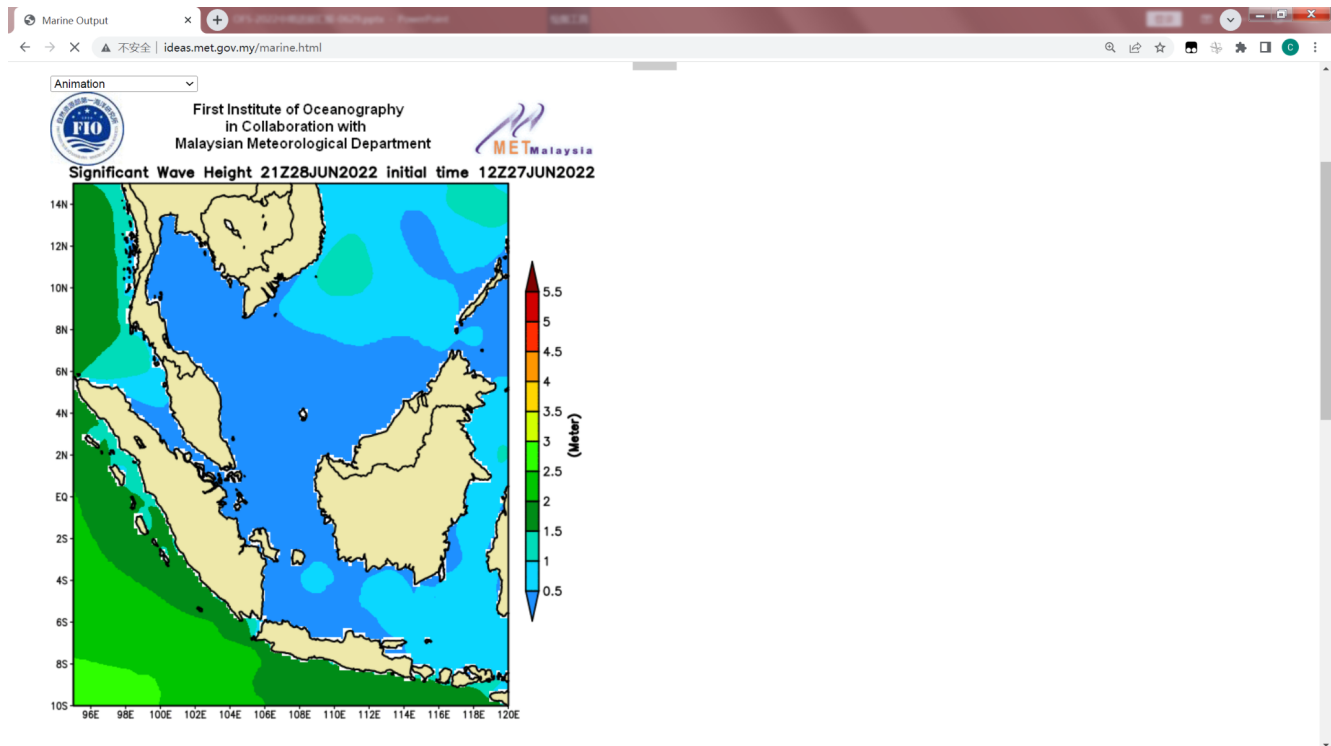 Marine Output
不安全
ideas.met.gov.my/marine.html
C
Animation
FIO
First Institute of Oceanography
in Collaboration with
Malaysian Meteorological Department
METMalaysia
Significant Wave Height 21Z28JUN2022 initial time 12Z27JUN2022
14N
12N
10N
8N
6N
4N
2N
EQ
2S
4S
6S
8S
10S
96E 98E 100E 102E 104E 106E 108E 110E 112E 114E 116E 118E 120E
5.5
5
4.5
4
3.5
3
2.5
2
1.5
1
0.5
(Meter)